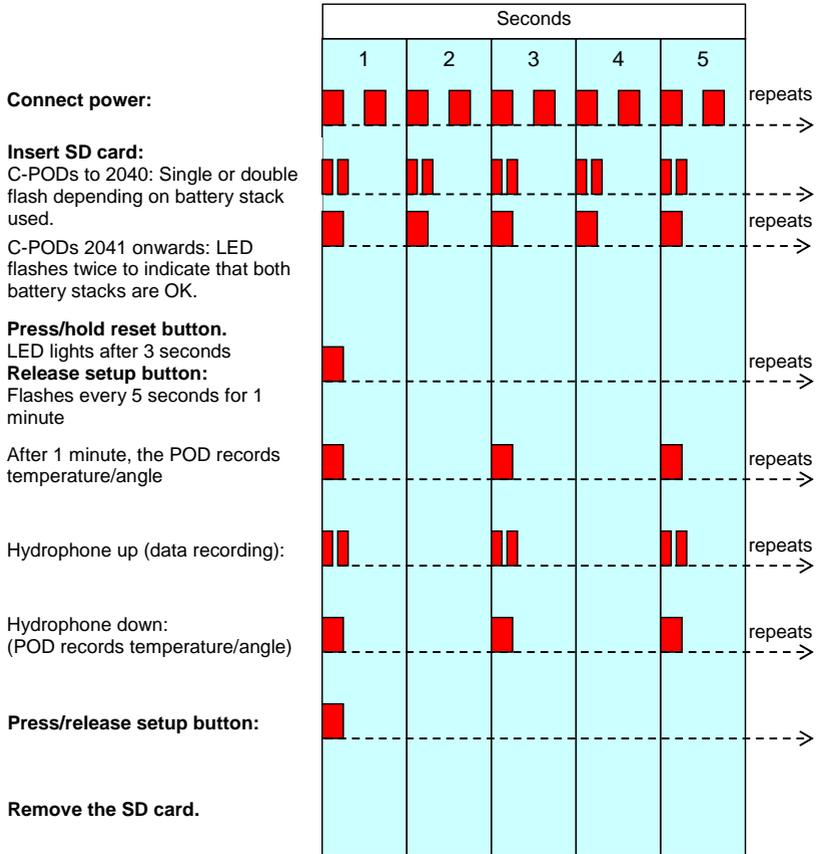 Seconds
1 2 3 4 5
Connect power:
repeats
Insert SD card:
C-PODs to 2040: Single or double
flash depending on battery stack
used.
repeats
C-PODs 2041 onwards: LED
flashes twice to indicate that both
battery stacks are OK.
Press/hold reset button.
LED lights after 3 seconds
repeats
Release setup button:
Flashes every 5 seconds for 1
minute
After 1 minute, the POD records
temperature/angle
repeats
Hydrophone up (data recording):
repeats
Hydrophone down:
(POD records temperature/angle)
repeats
Press/release setup button:
Remove the SD card.